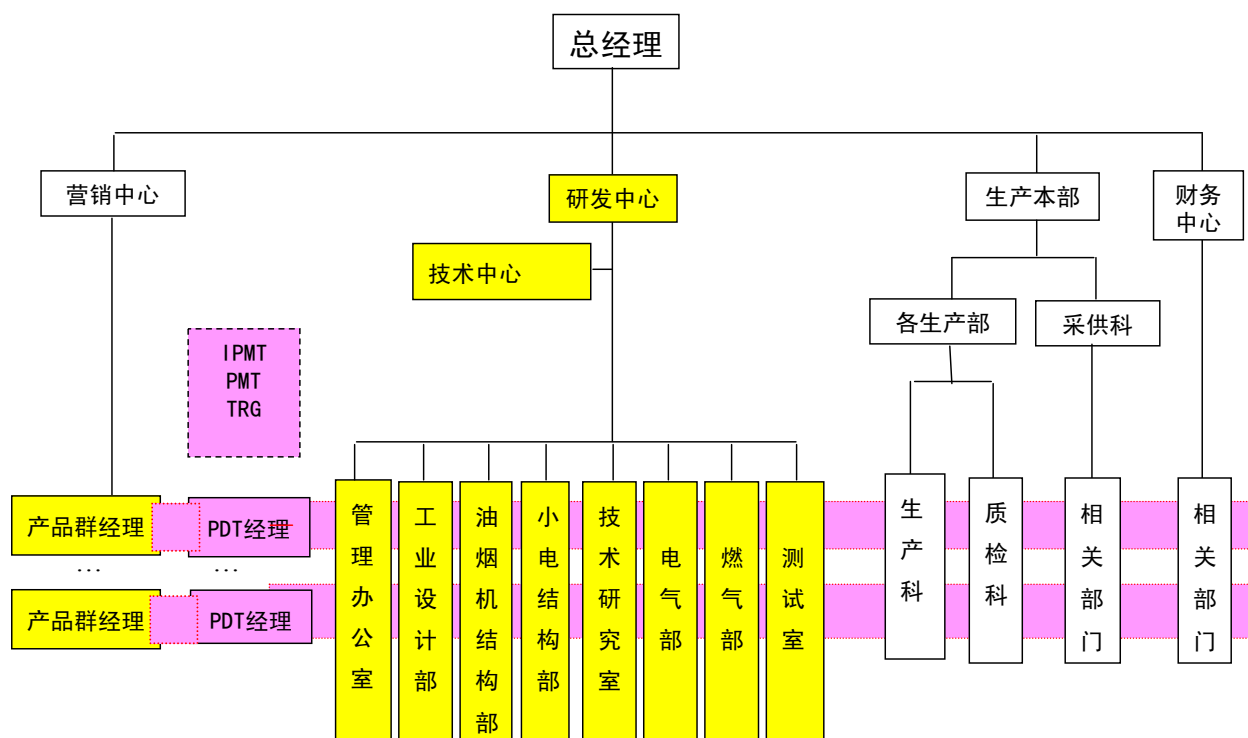 总经理
营销中心
研发中心
生产本部
财务
中心
技术中心
各生产部
采供科
IPMT
PMT
TRG
产品群经理
PDT经理
...
...
产品群经理
PDT经理
管理办公室
工业设计部
油烟机结构部
小电结构部
技术研究室
电气部
燃气部
测试室
生产科
质检科
相关部门
相关部门